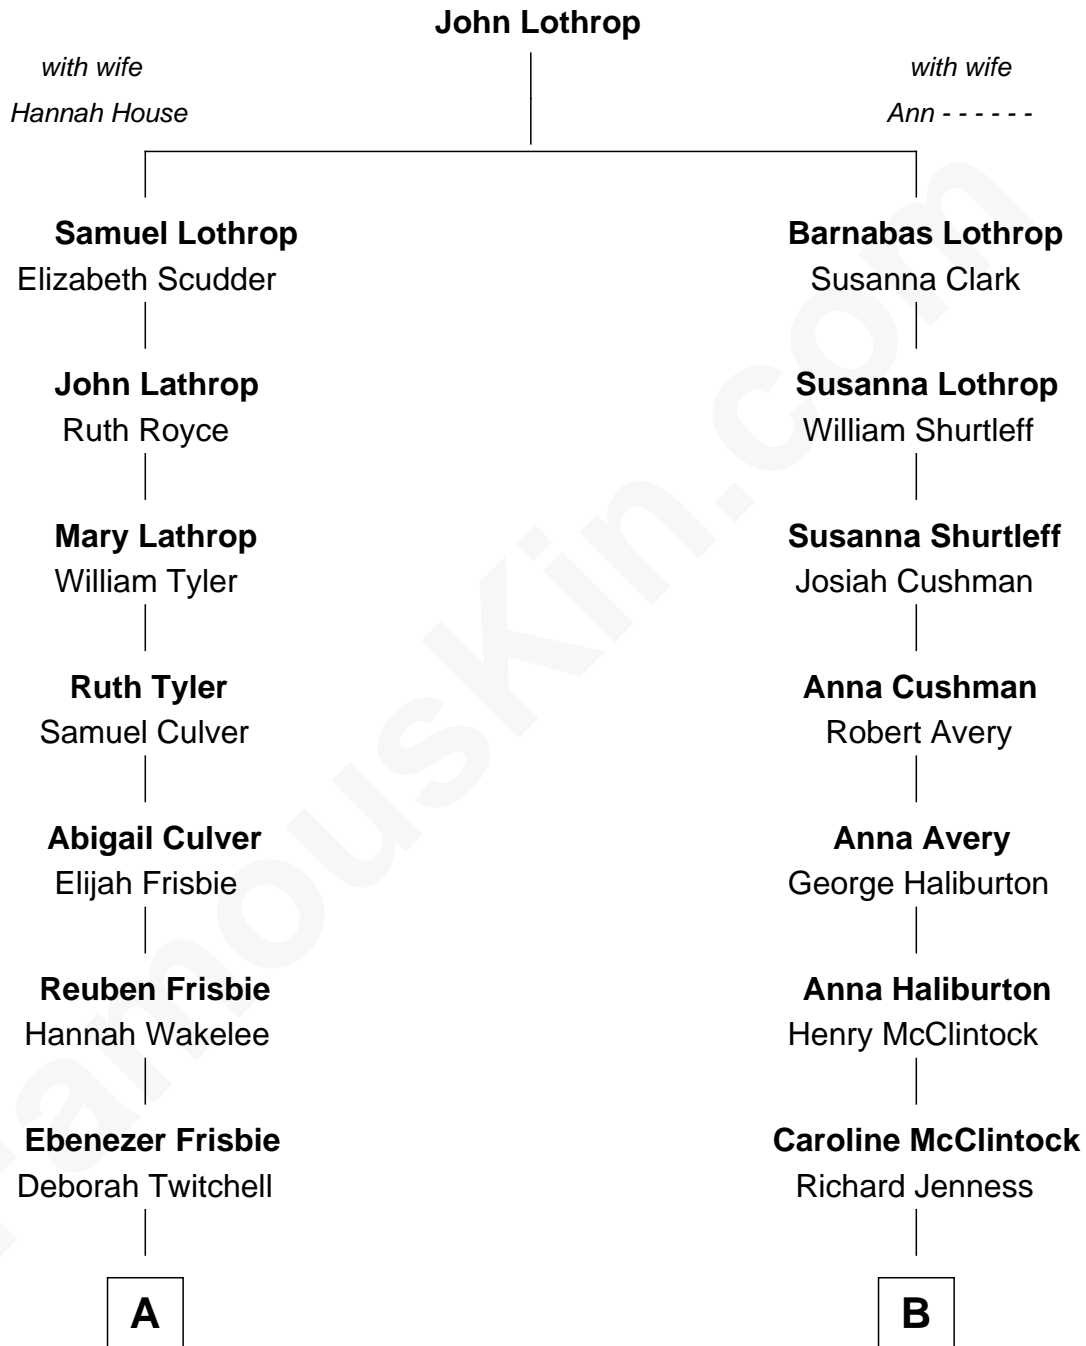 John Lothrop
with wife
Hannah House
with wife
Ann - - - - - -
Samuel Lothrop
Elizabeth Scudder
Barnabas Lothrop
Susanna Clark
John Lathrop
Ruth Royce
Susanna Lothrop
William Shurtleff
Mary Lathrop
William Tyler
Susanna Shurtleff
Josiah Cushman
Ruth Tyler
Samuel Culver
Anna Cushman
Robert Avery
Abigail Culver
Elijah Frisbie
Anna Avery
George Haliburton
Reuben Frisbie
Hannah Wakelee
Anna Haliburton
Henry McClintock
Ebenezer Frisbie
Deborah Twitchell
Caroline McClintock
Richard Jenness
A
B
FamousKin.com